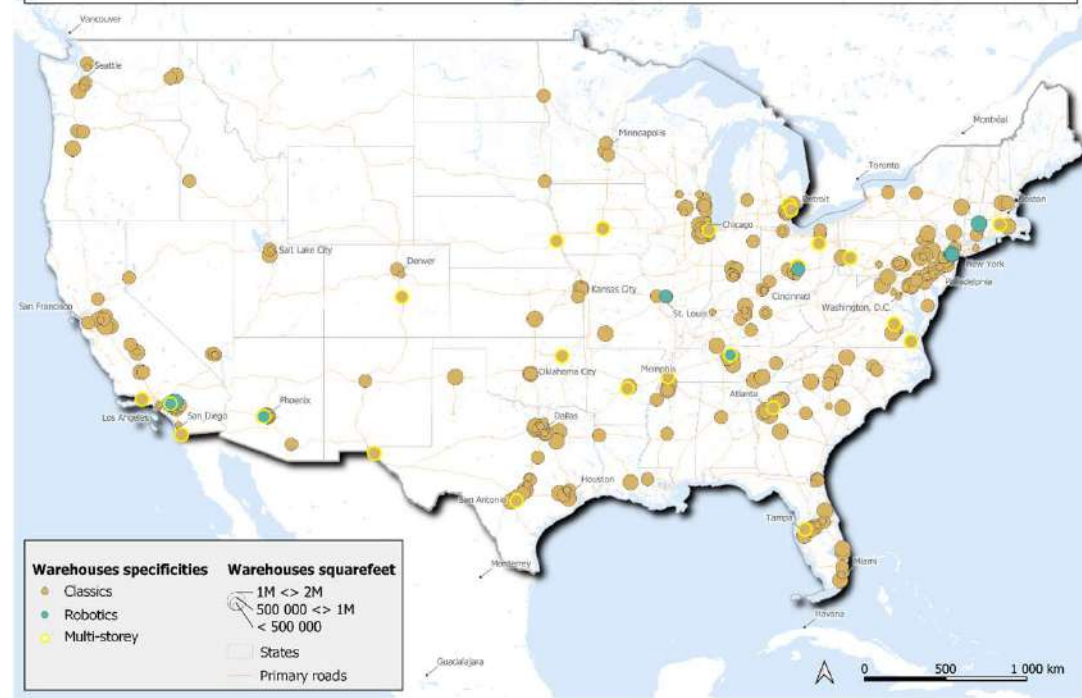 Vancouver
Seattle
Minneapolis
Montréal
Toronto
Boston
Detroit
Chicago
Salt Lake City
Denver
New York
Philadelphia
Kansas City
Cincinnati
San Francisco
Washington, D.C.
St. Louis
Oklahoma City
Memphis
Los Angeles
San Diego
Phoenix
Atlanta
Dallas
San Antonio
Houston
Tampa
Miami
Monterrey
Havana
Guadalajara
Warehouses specificities
Classics
Robotics
Multi-storey
Warehouses squarefeet
1M <> 2M
500 000 <> 1M
< 500 000
States
Primary roads
0 500 1 000 km